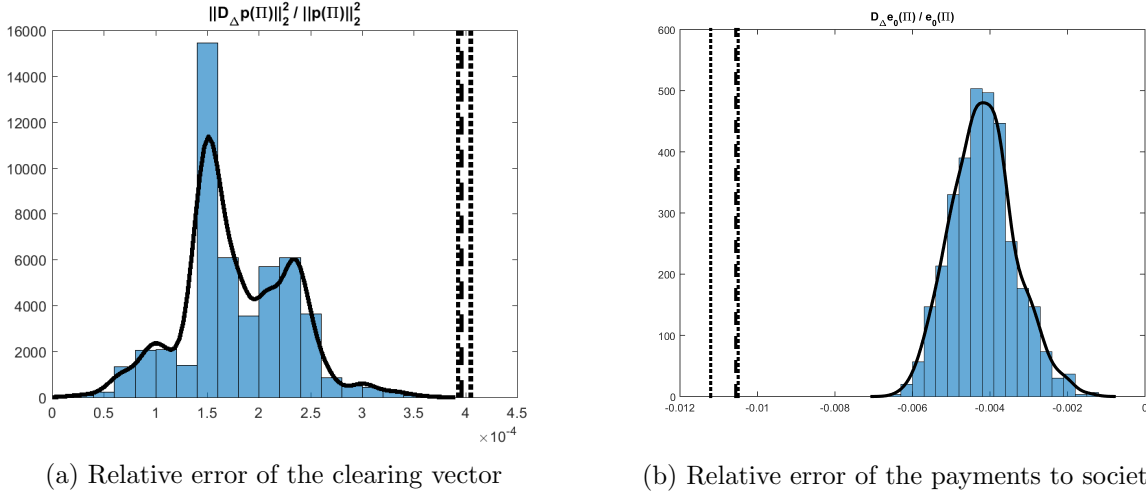 ||D_Δ p(Π)||₂² / ||p(Π)||₂²
16000
14000
12000
10000
8000
6000
4000
2000
0
0 0.5 1 1.5 2 2.5 3 3.5 4 4.5
×10⁻⁴
(a) Relative error of the clearing vector
D_Δ e₀(Π) / e₀(Π)
600
500
400
300
200
100
0
-0.012 -0.01 -0.008 -0.006 -0.004 -0.002 0
(b) Relative error of the payments to societ